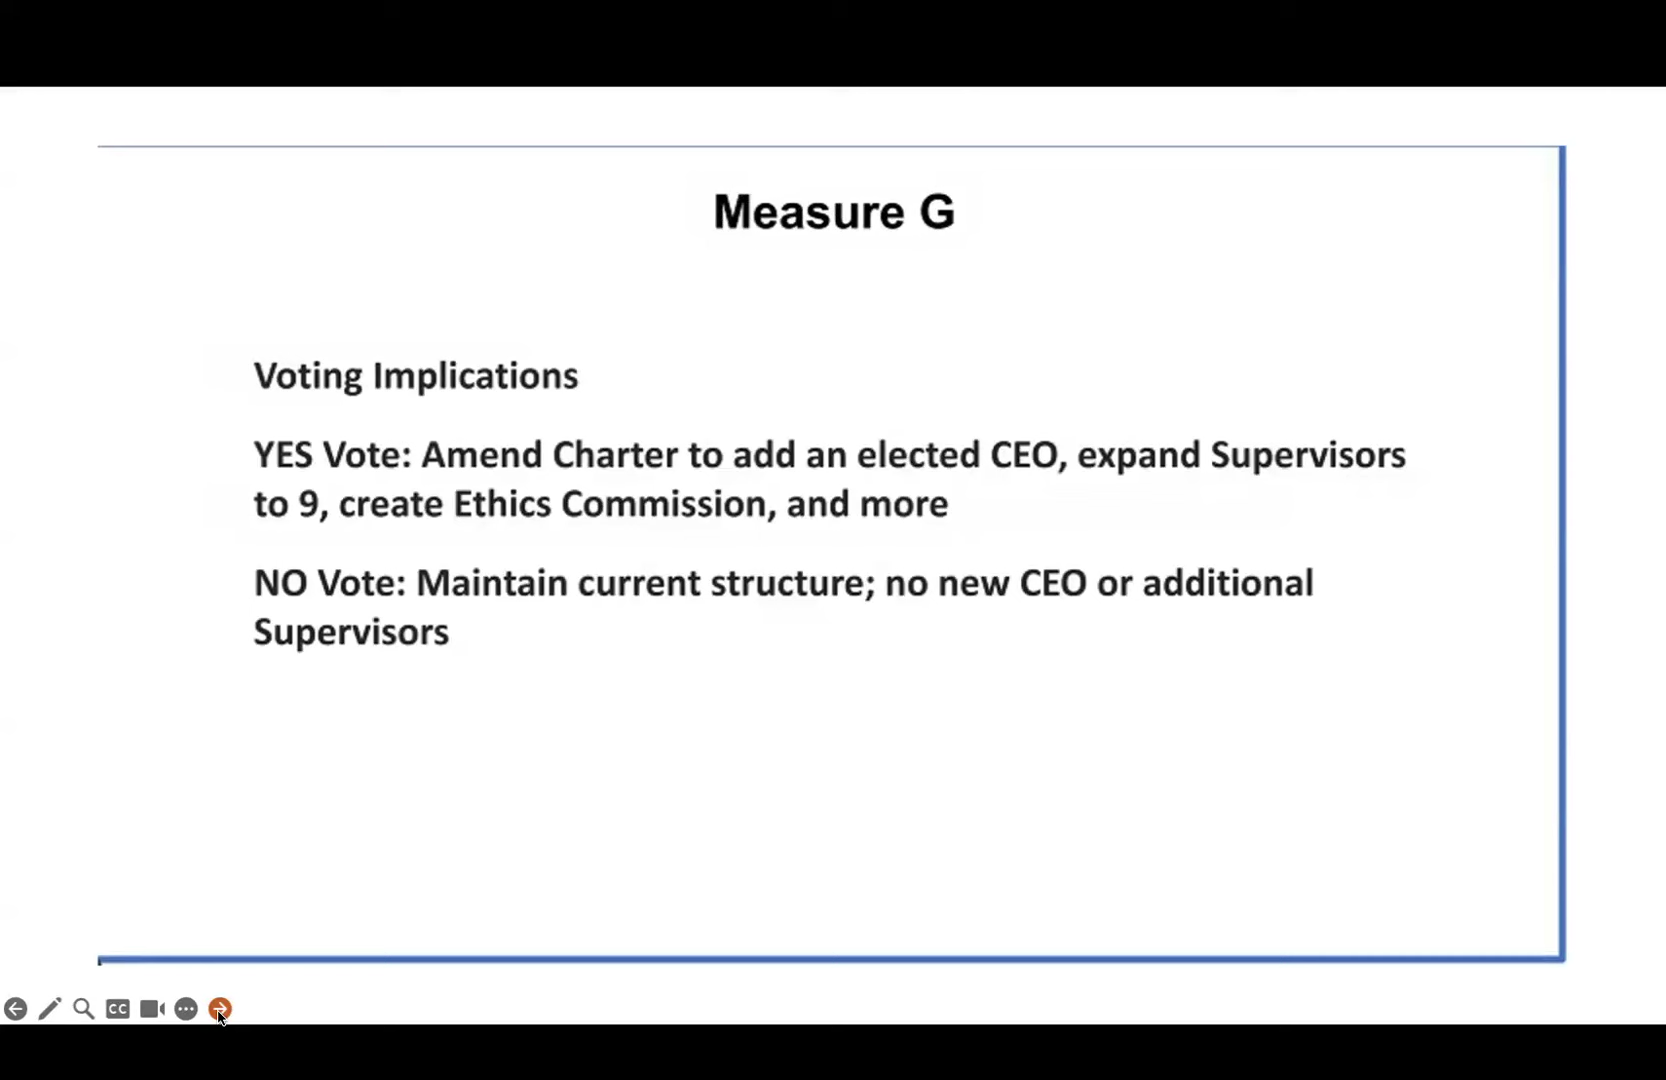 Measure G
Voting Implications
YES Vote: Amend Charter to add an elected CEO, expand Supervisors
to 9, create Ethics Commission, and more
NO Vote: Maintain current structure; no new CEO or additional
Supervisors
CC